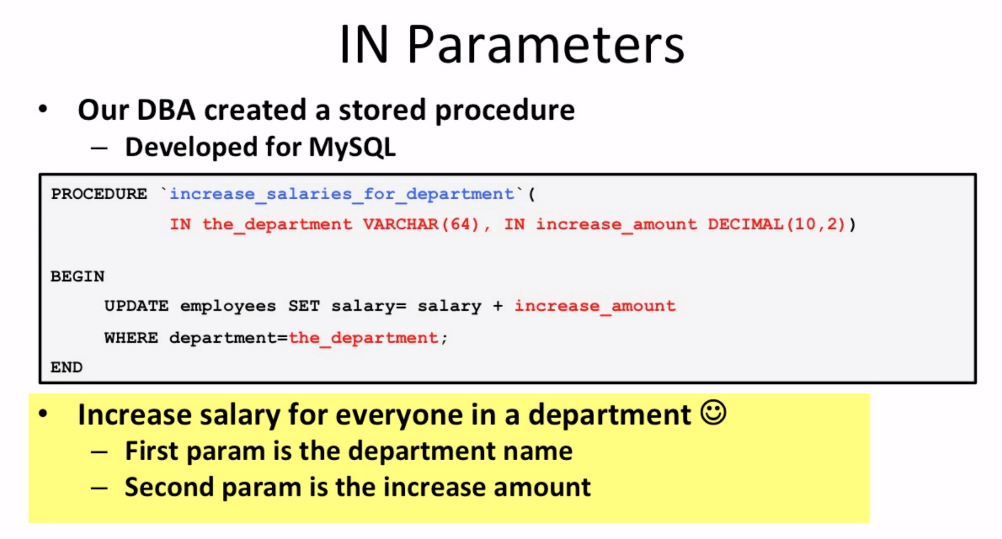 IN Parameters
• Our DBA created a stored procedure
– Developed for MySQL
PROCEDURE `increase_salaries_for_department`(
IN the_department VARCHAR(64), IN increase_amount DECIMAL(10,2))
BEGIN
UPDATE employees SET salary= salary + increase_amount
WHERE department=the_department;
END
• Increase salary for everyone in a department ☺
– First param is the department name
– Second param is the increase amount